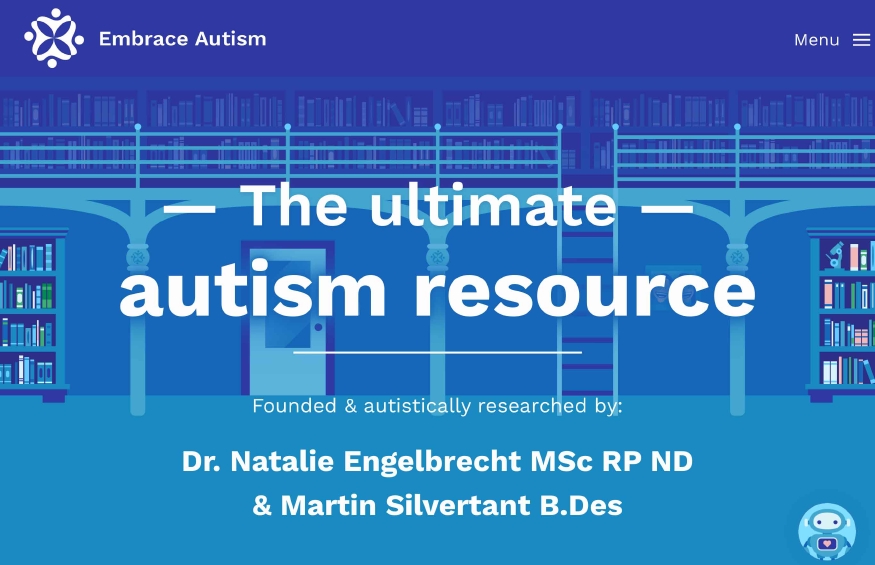 Embrace Autism
Menu
— The ultimate —
autism resource
Founded & autistically researched by:
Dr. Natalie Engelbrecht MSc RP ND
& Martin Silvertant B.Des